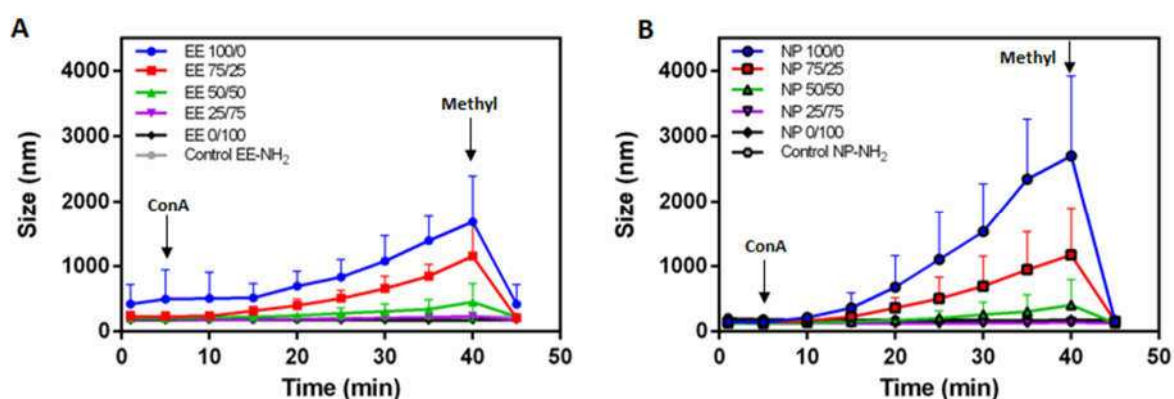 A
EE 100/0
EE 75/25
EE 50/50
EE 25/75
EE 0/100
Control EE-NH₂
ConA
Methyl
Size (nm)
4000
3000
2000
1000
0
0 10 20 30 40 50
Time (min)
B
NP 100/0
NP 75/25
NP 50/50
NP 25/75
NP 0/100
Control NP-NH₂
ConA
Methyl
Size (nm)
4000
3000
2000
1000
0
0 10 20 30 40 50
Time (min)